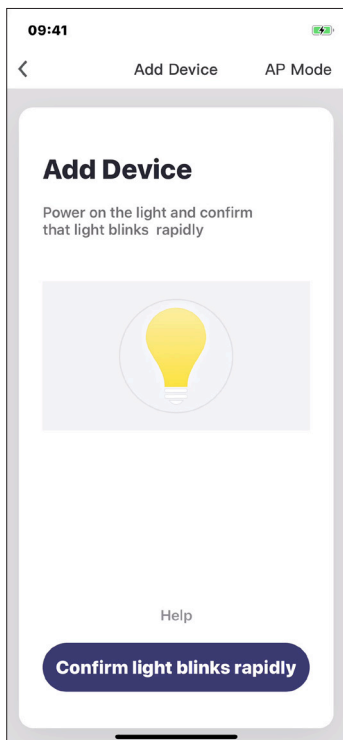 09:41
Add Device AP Mode
Add Device
Power on the light and confirm
that light blinks rapidly
Help
Confirm light blinks rapidly